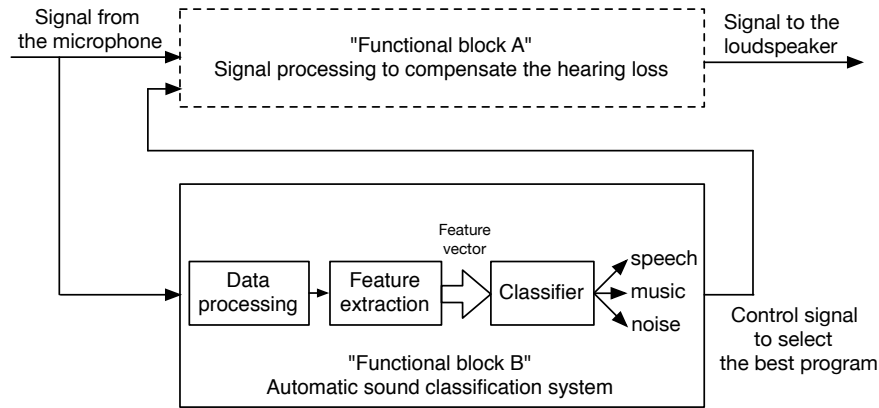 Signal from
the microphone
"Functional block A"
Signal processing to compensate the hearing loss
Signal to the
loudspeaker
Feature
vector
Data
processing
Feature
extraction
Classifier
speech
music
noise
"Functional block B"
Automatic sound classification system
Control signal
to select
the best program